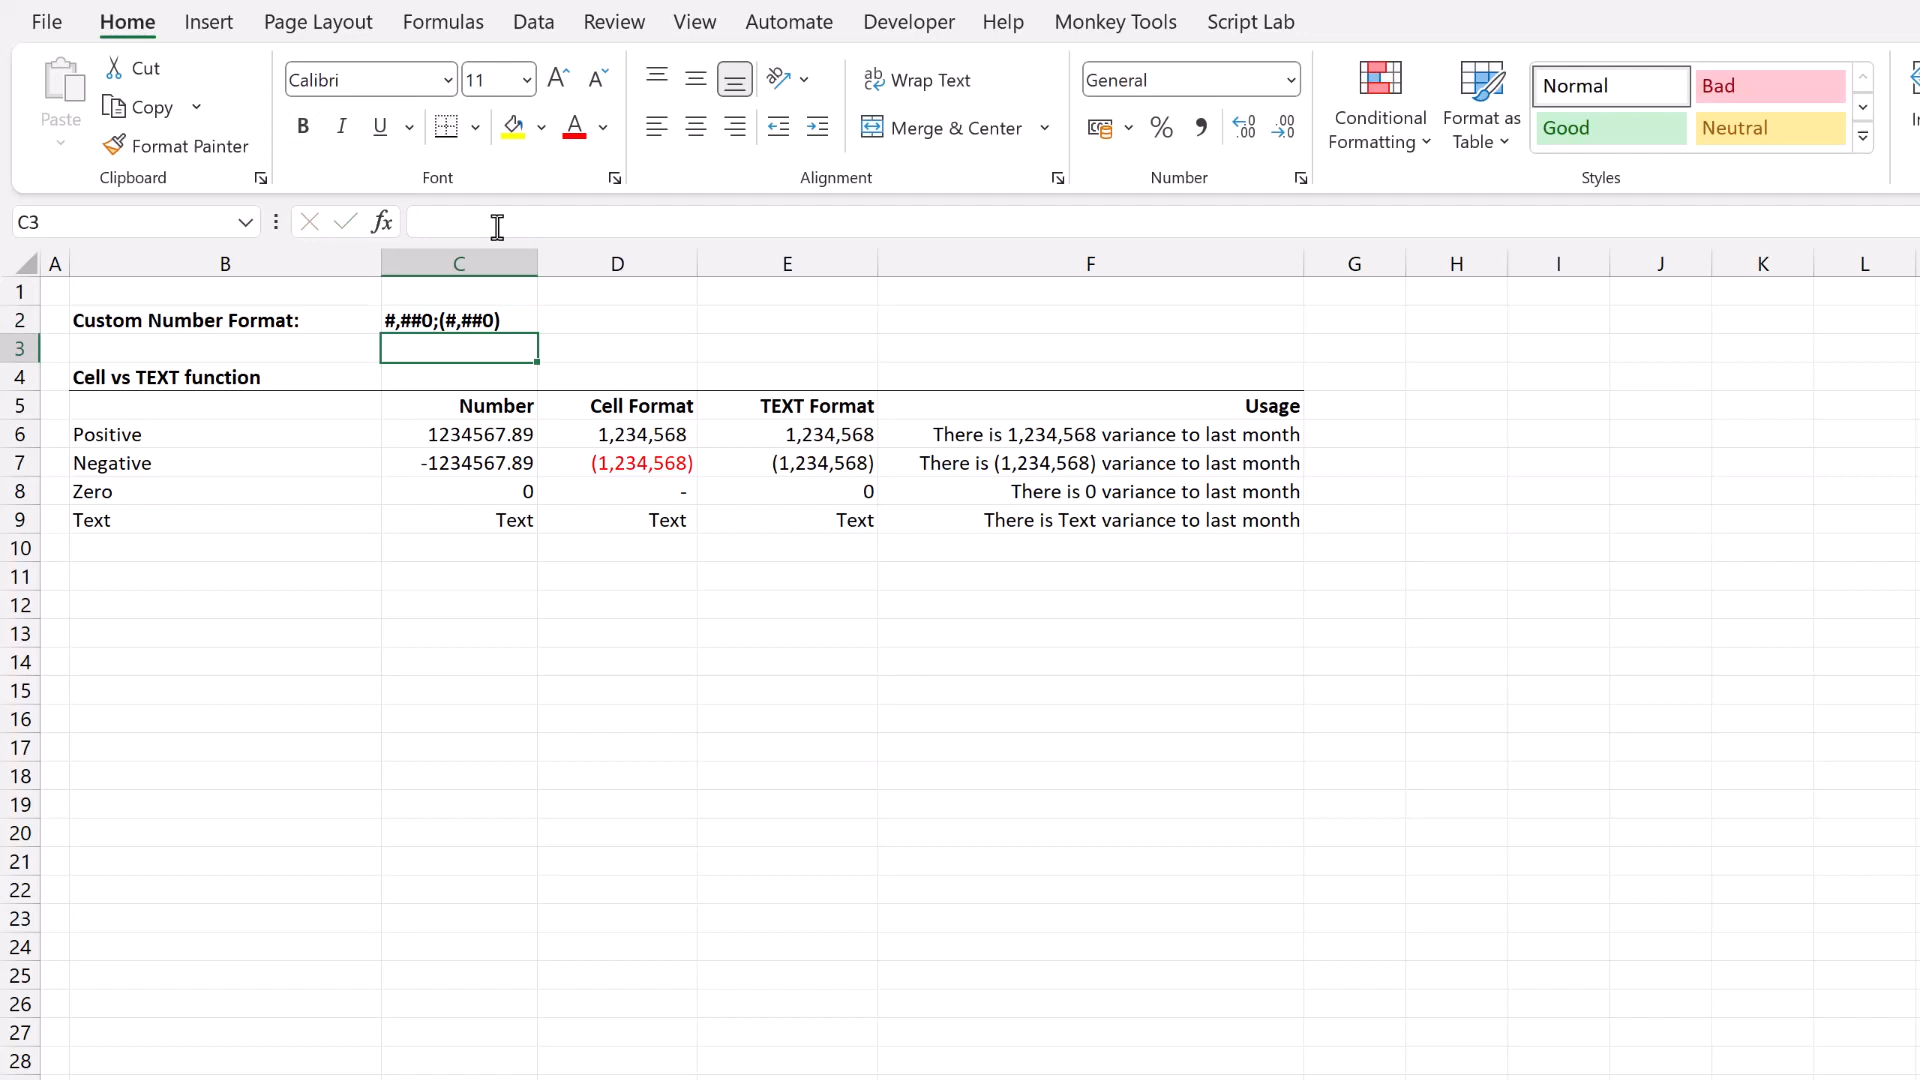 File Home Insert Page Layout Formulas Data Review View Automate Developer Help Monkey Tools Script Lab
Paste
Cut
Copy
Format Painter
Clipboard
Calibri 11 A A
B I U A
Font
ab Wrap Text
Merge & Center
Alignment
General
% 9 .00 .00
Number
Conditional Formatting
Format as Table
Normal Bad
Good Neutral
Styles
C3 fx
A B C D E F G H I J K L
1
2 Custom Number Format: #,##0;(#,##0)
3
4 Cell vs TEXT function
5 Number Cell Format TEXT Format Usage
6 Positive 1234567.89 1,234,568 1,234,568 There is 1,234,568 variance to last month
7 Negative -1234567.89 (1,234,568) (1,234,568) There is (1,234,568) variance to last month
8 Zero 0 - 0 There is 0 variance to last month
9 Text Text Text Text There is Text variance to last month
10
11
12
13
14
15
16
17
18
19
20
21
22
23
24
25
26
27
28